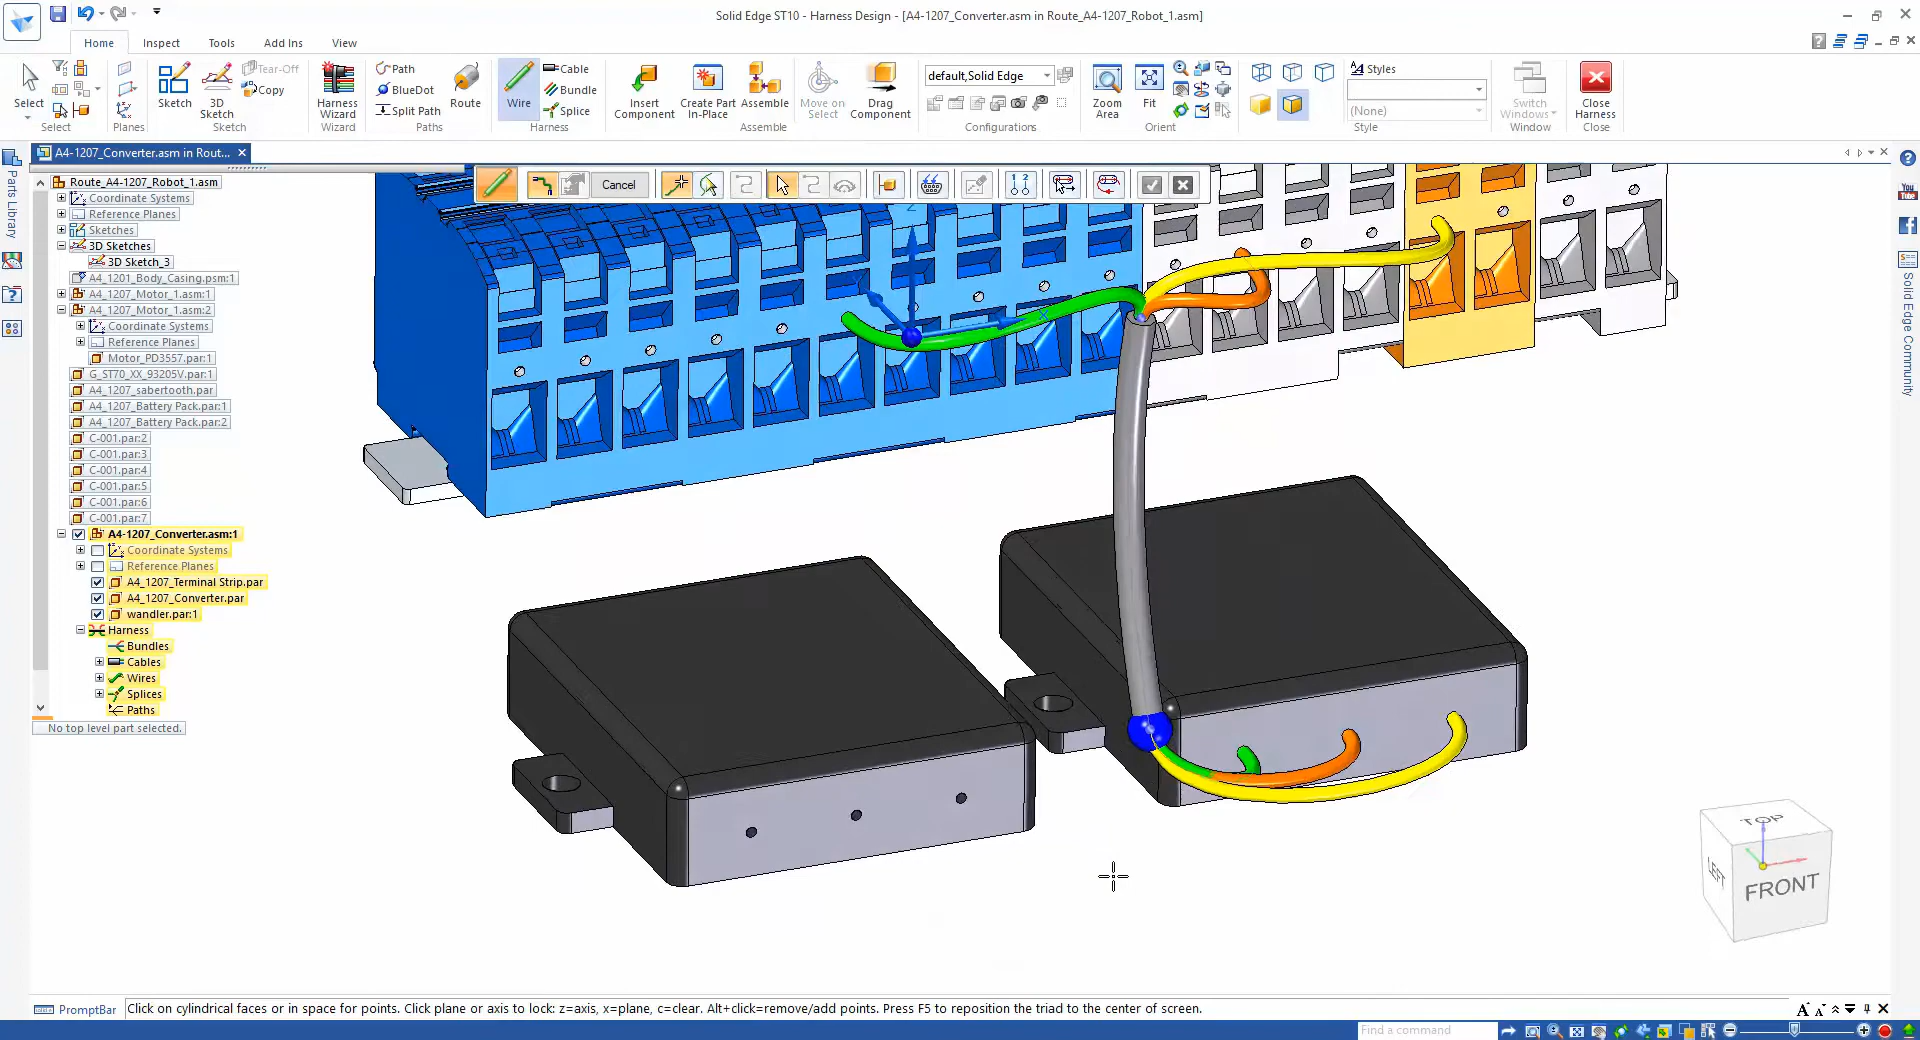 Solid Edge ST10 - Harness Design - [A4-1207_Converter.asm in Route_A4-1207_Robot_1.asm]
Home Inspect Tools Add Ins View
Select
Select
Planes
Sketch
3D Sketch
Tear-Off
Copy
Sketch
Harness Wizard
Wizard
Path
BlueDot
Split Path
Route
Paths
Wire
Cable
Bundle
Splice
Harness
Insert Component
Create Part In-Place
Assemble
Move on Select
Drag Component
Assemble
default,Solid Edge
Configurations
Zoom Area
Fit
Orient
Styles
(None)
Style
Switch Windows
Window
Close Harness
Close
A4-1207_Converter.asm in Rout...
Cancel
Parts Library
Route_A4-1207_Robot_1.asm
Coordinate Systems
Reference Planes
Sketches
3D Sketches
3D Sketch_3
A4_1201_Body_Casing.psm:1
A4_1207_Motor_1.asm:1
A4_1207_Motor_1.asm:2
Coordinate Systems
Reference Planes
Motor_PD3557.par:1
G_ST70_XX_93205V.par:1
A4_1207_sabertooth.par
A4_1207_Battery Pack.par:1
A4_1207_Battery Pack.par:2
C-001.par:2
C-001.par:3
C-001.par:4
C-001.par:5
C-001.par:6
C-001.par:7
A4-1207_Converter.asm:1
Coordinate Systems
Reference Planes
A4_1207_Terminal Strip.par
A4_1207_Converter.par
wandler.par:1
Harness
Bundles
Cables
Wires
Splices
Paths
No top level part selected.
Z
X
TOP
LEFT
FRONT
You Tube
Solid Edge Community
PromptBar
Click on cylindrical faces or in space for points. Click plane or axis to lock: z=axis, x=plane, c=clear. Alt+click=remove/add points. Press F5 to reposition the triad to the center of screen.
A A
Find a command